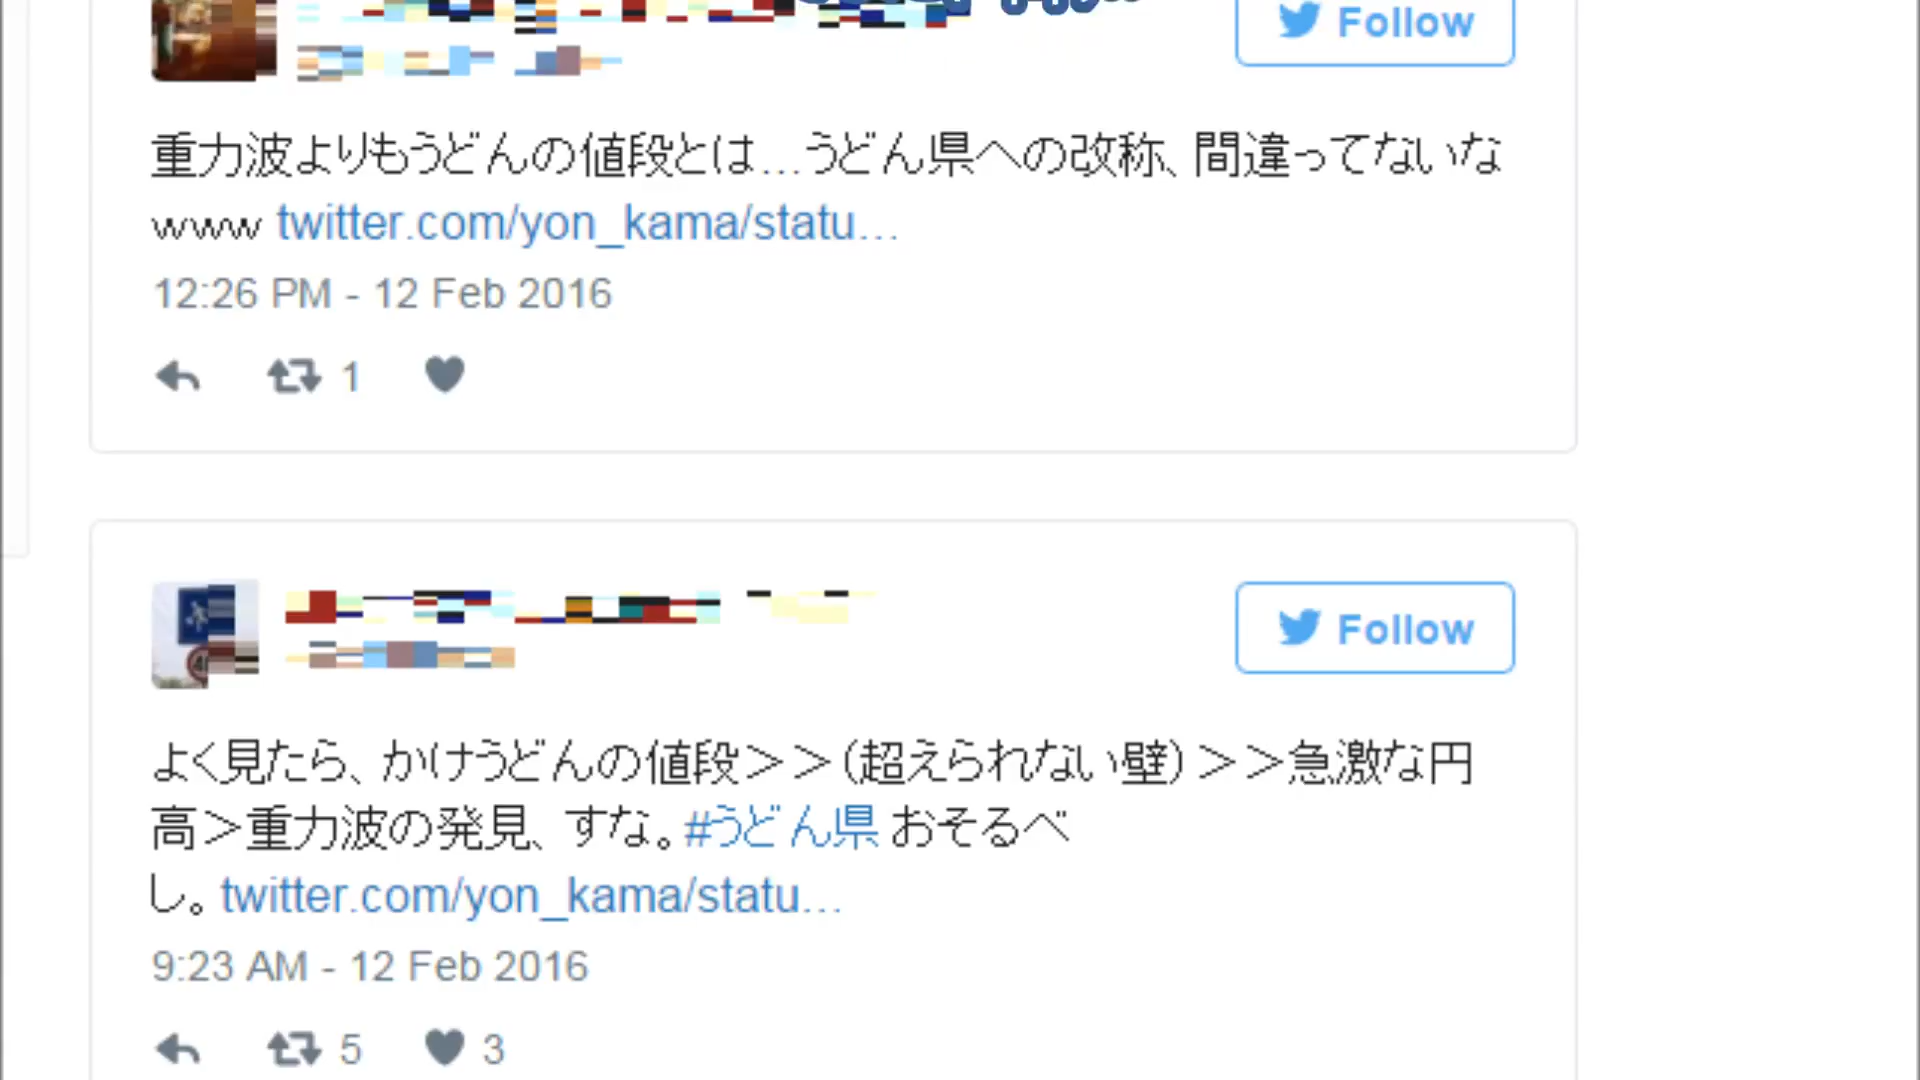 Follow
重力波よりもうどんの値段とは…うどん県への改称、間違ってないな
www twitter.com/yon_kama/statu…
12:26 PM - 12 Feb 2016
1
Follow
よく見たら、かけうどんの値段＞＞（超えられない壁）＞＞急激な円
高＞重力波の発見、すな。#うどん県 おそるべ
し。twitter.com/yon_kama/statu…
9:23 AM - 12 Feb 2016
5 3